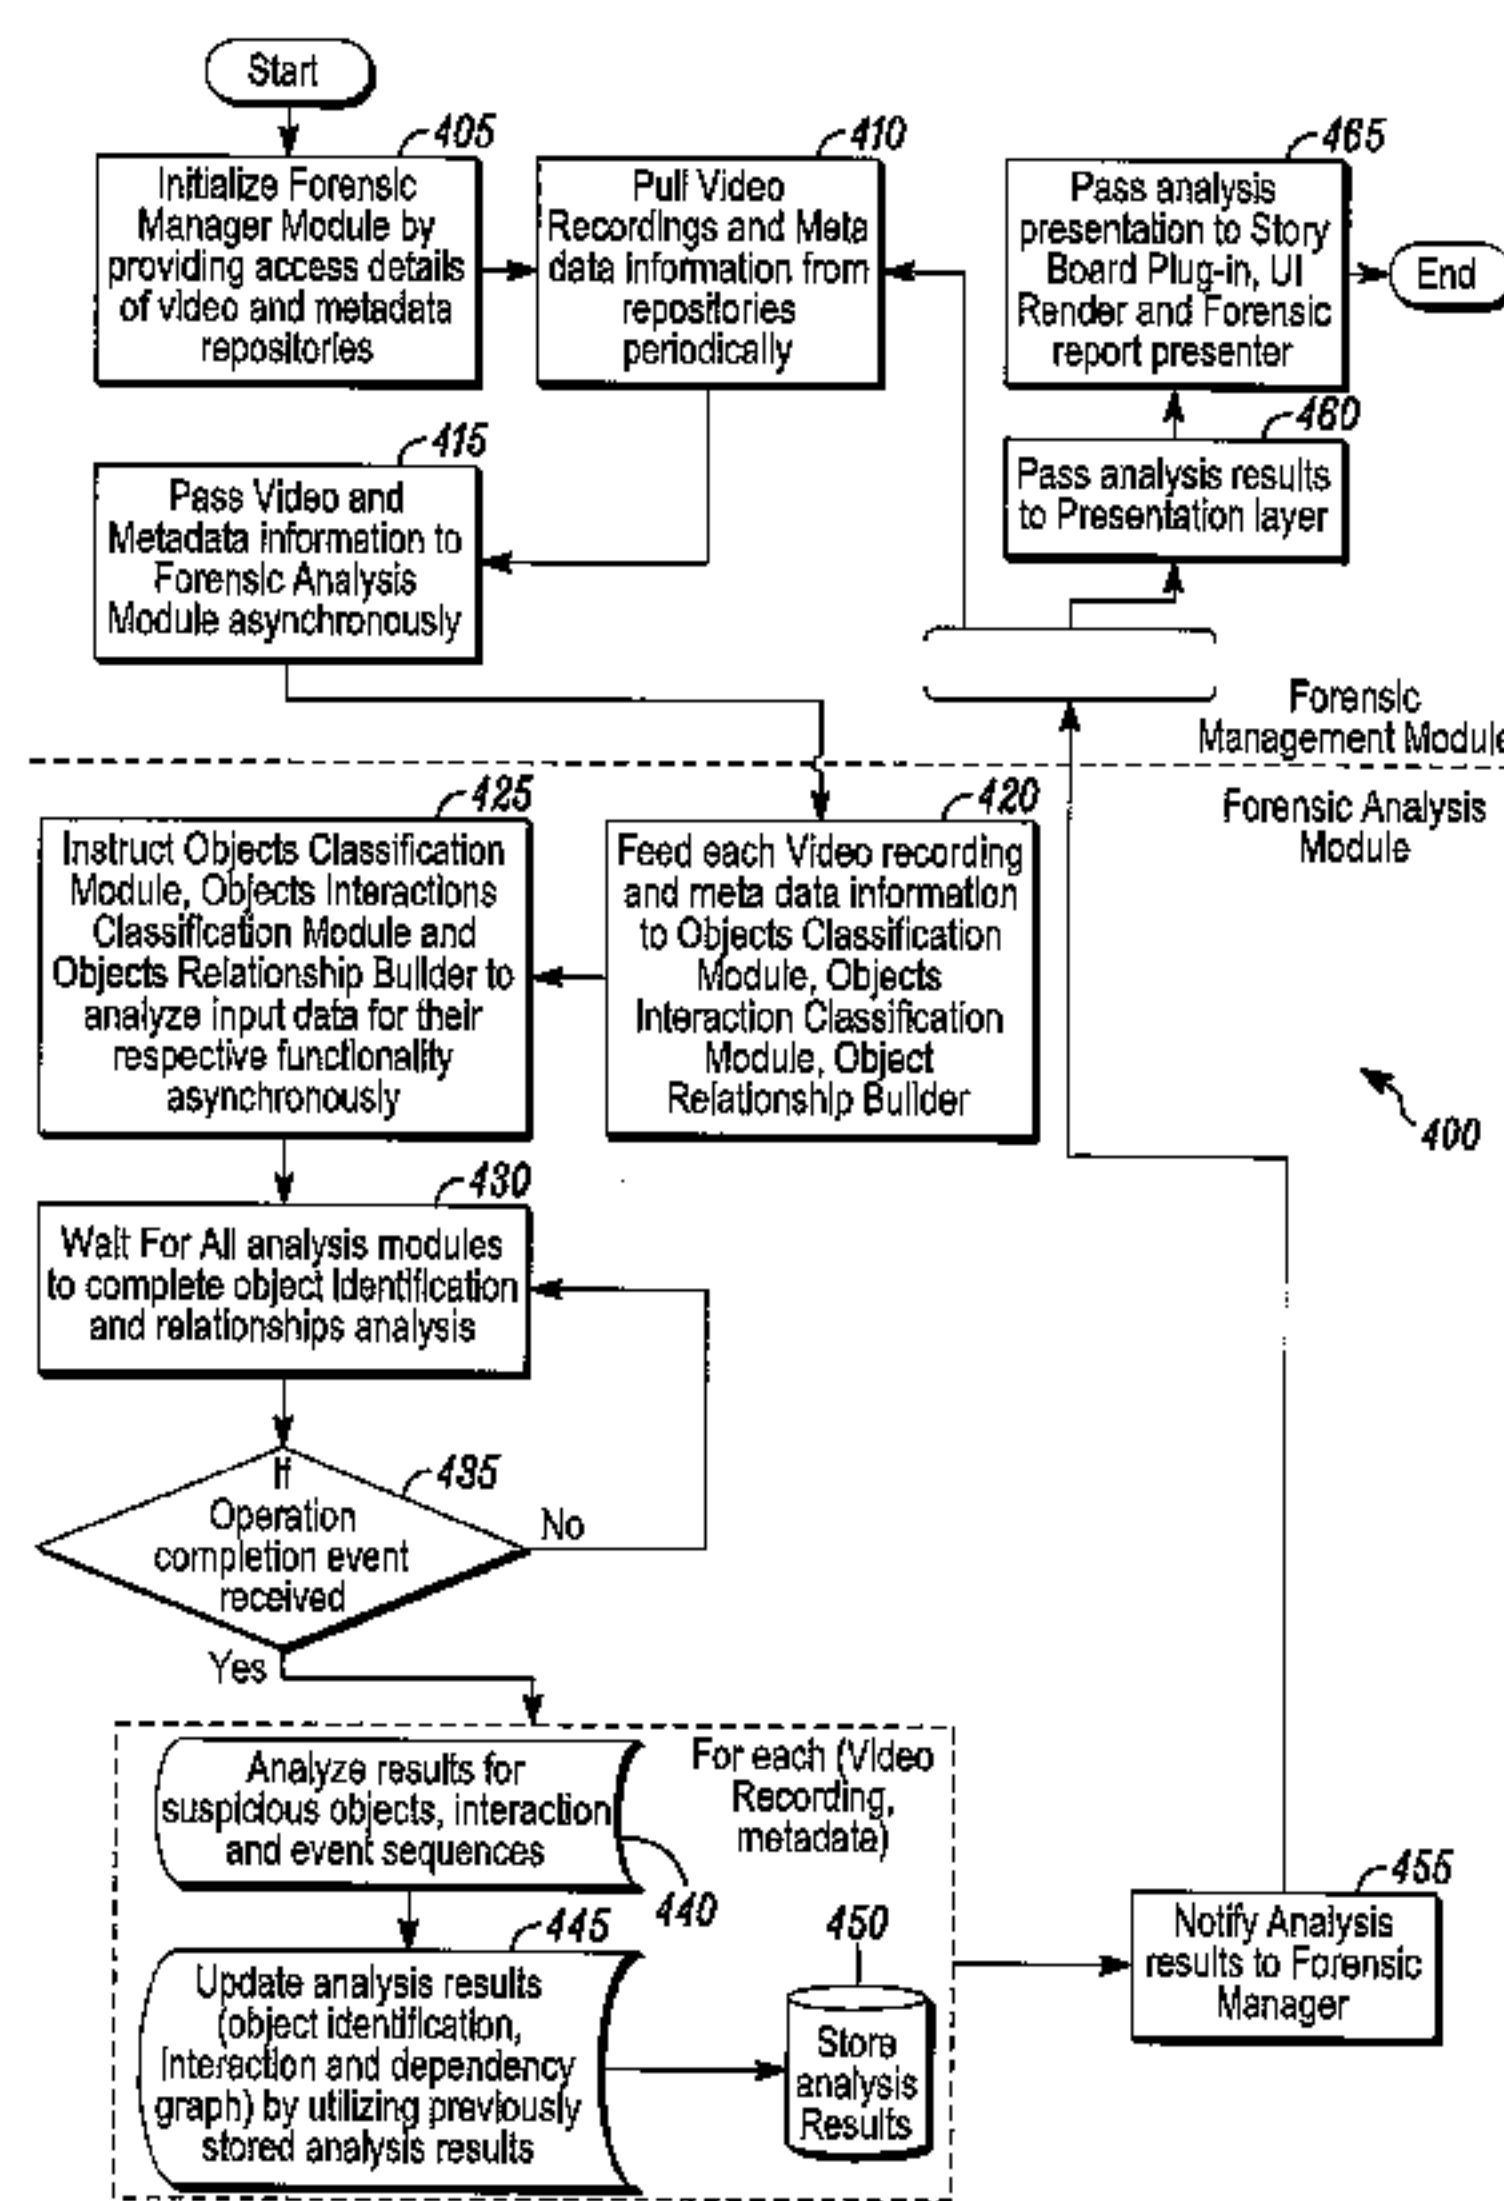 Start
405
Initialize Forensic
Manager Module by
providing access details
of video and metadata
repositories
410
Pull Video
Recordings and Meta
data information from
repositories
periodically
465
Pass analysis
presentation to Story
Board Plug-in, UI
Render and Forensic
report presenter
End
415
Pass Video and
Metadata information to
Forensic Analysis
Module asynchronously
460
Pass analysis results
to Presentation layer
Forensic
Management Module
Forensic Analysis
Module
425
Instruct Objects Classification
Module, Objects Interactions
Classification Module and
Objects Relationship Builder to
analyze input data for their
respective functionality
asynchronously
420
Feed each Video recording
and meta data information
to Objects Classification
Module, Objects
Interaction Classification
Module, Object
Relationship Builder
400
430
Wait For All analysis modules
to complete object identification
and relationships analysis
435
If
Operation
completion event
received
No
Yes
Analyze results for
suspicious objects, interaction
and event sequences
440
For each (Video
Recording,
metadata)
445
Update analysis results
(object identification,
interaction and dependency
graph) by utilizing previously
stored analysis results
450
Store
analysis
Results
455
Notify Analysis
results to Forensic
Manager